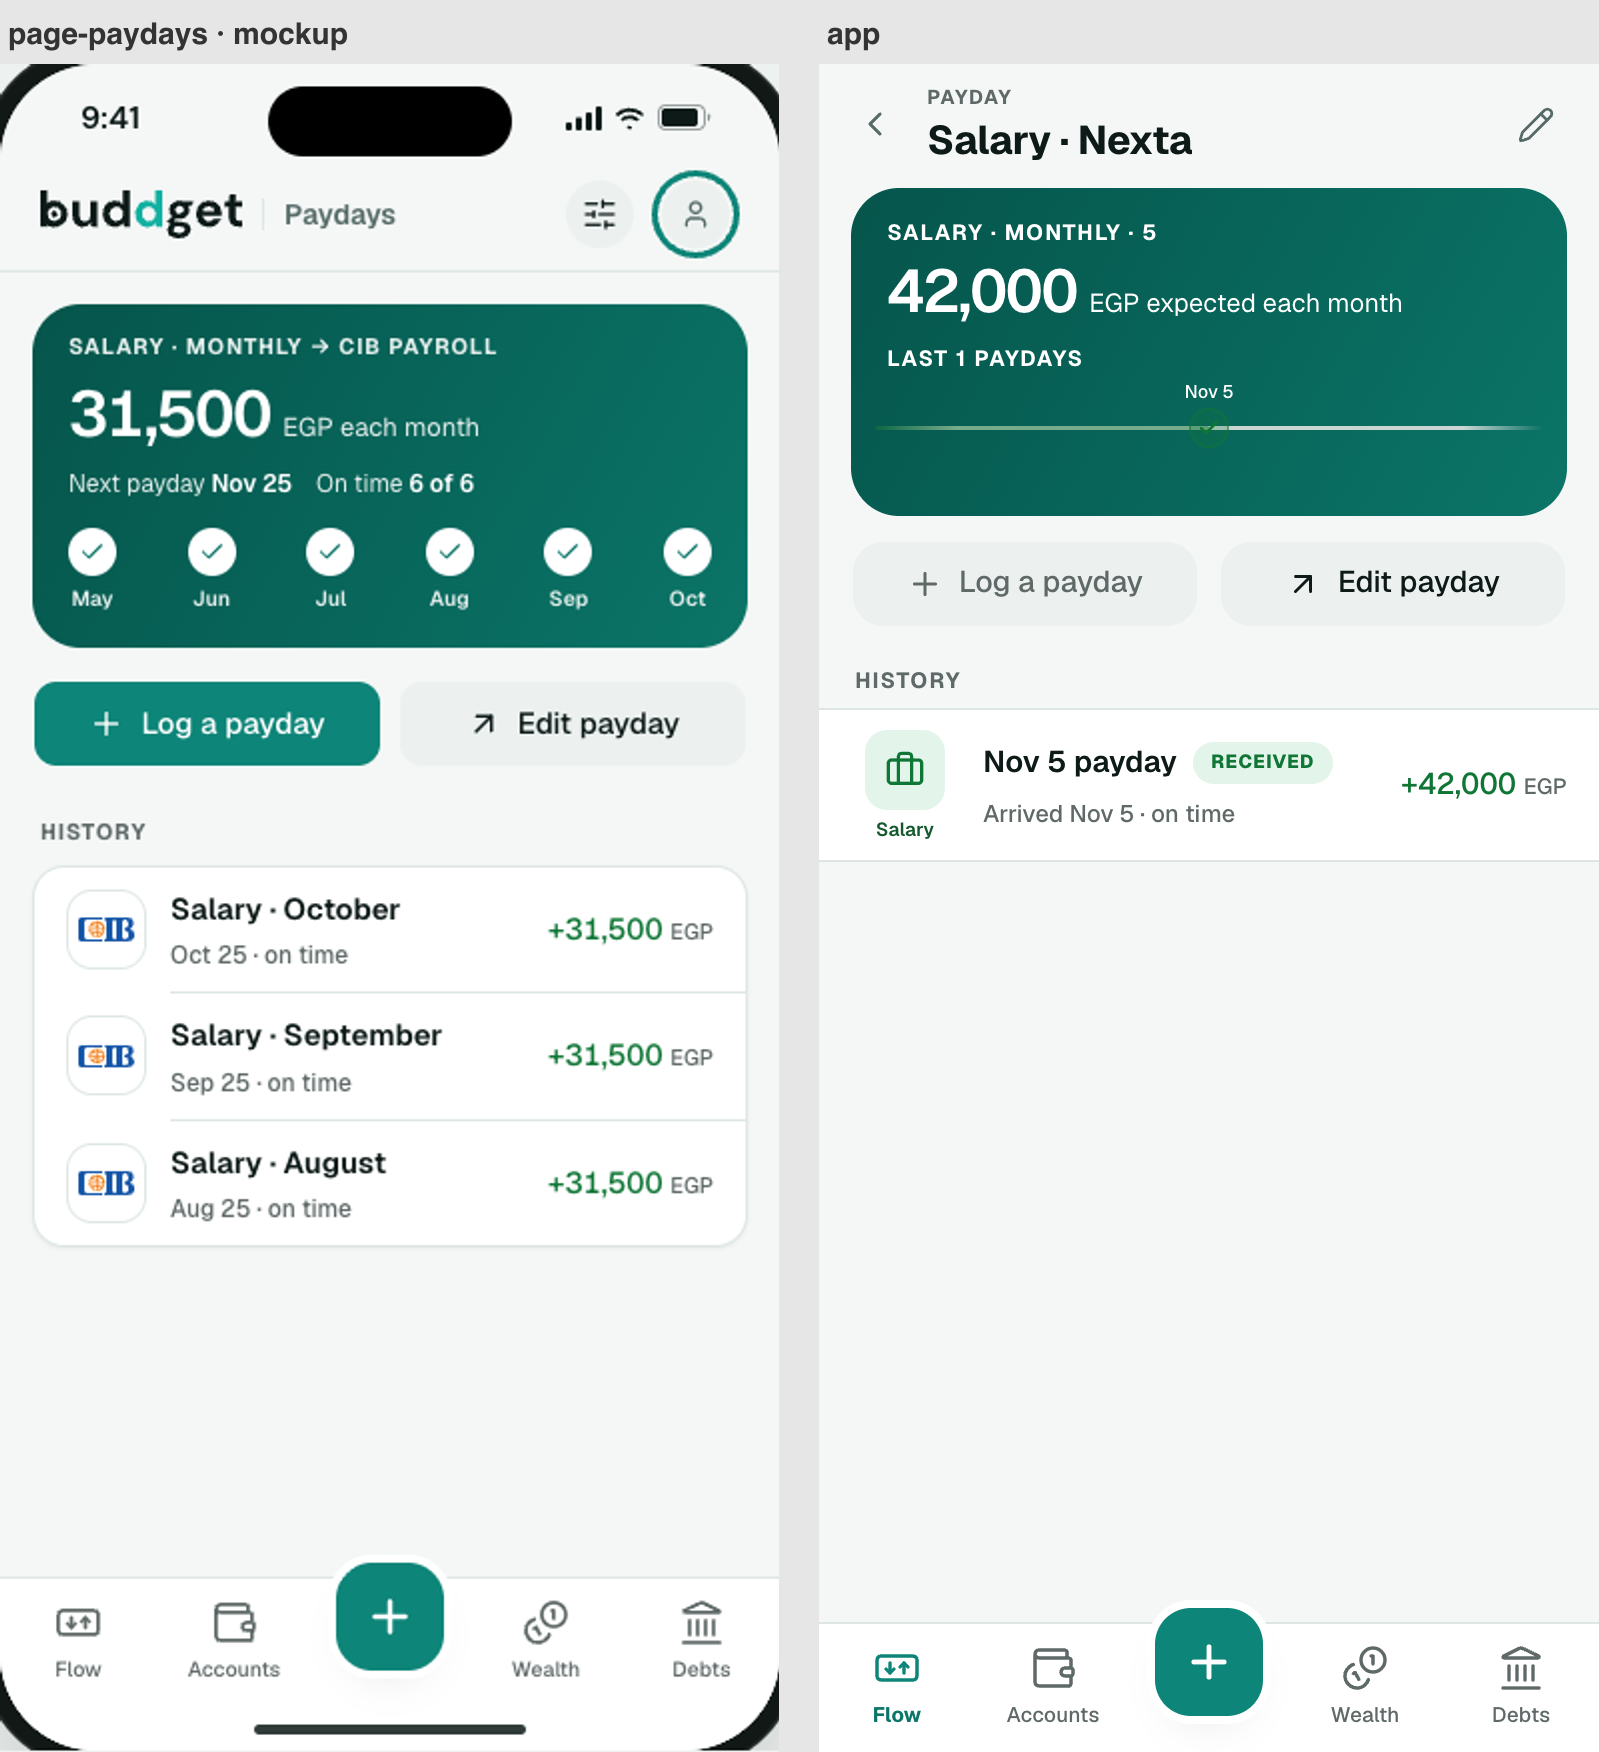 page-paydays · mockup
9:41
buddget
Paydays
SALARY · MONTHLY → CIB PAYROLL
31,500 EGP each month
Next payday Nov 25 On time 6 of 6
May Jun Jul Aug Sep Oct
+ Log a payday
Edit payday
HISTORY
CIB
Salary · October
Oct 25 · on time
+31,500 EGP
CIB
Salary · September
Sep 25 · on time
+31,500 EGP
CIB
Salary · August
Aug 25 · on time
+31,500 EGP
Flow
Accounts
Wealth
Debts
app
PAYDAY
Salary · Nexta
SALARY · MONTHLY · 5
42,000 EGP expected each month
LAST 1 PAYDAYS
Nov 5
+ Log a payday
Edit payday
HISTORY
Salary
Nov 5 payday RECEIVED
Arrived Nov 5 · on time
+42,000 EGP
Flow
Accounts
Wealth
Debts